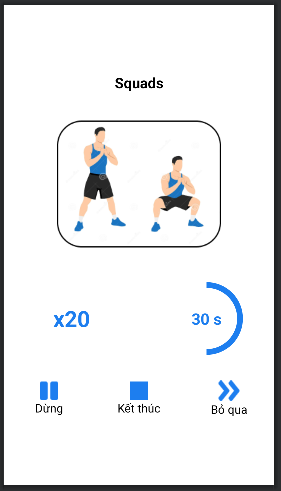 Squads
x20
30 s
Dừng
Kết thúc
Bỏ qua